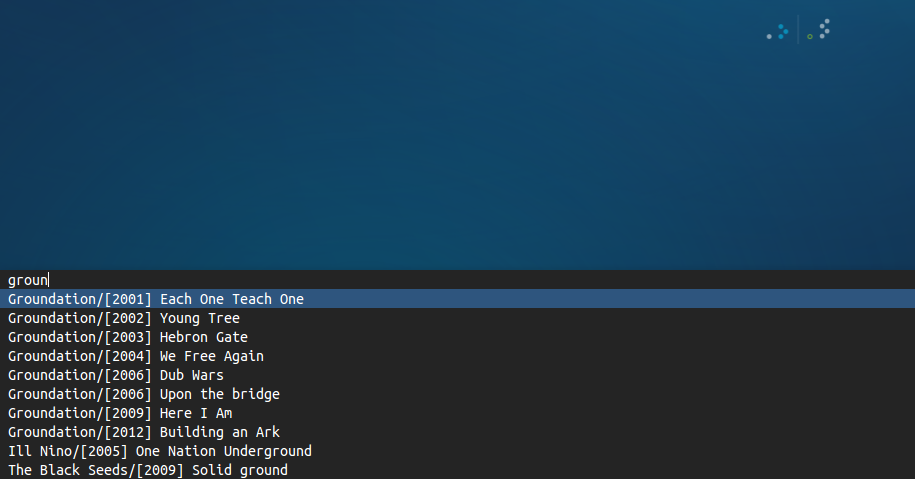 groun
Groundation/[2001] Each One Teach One
Groundation/[2002] Young Tree
Groundation/[2003] Hebron Gate
Groundation/[2004] We Free Again
Groundation/[2006] Dub Wars
Groundation/[2006] Upon the bridge
Groundation/[2009] Here I Am
Groundation/[2012] Building an Ark
Ill Nino/[2005] One Nation Underground
The Black Seeds/[2009] Solid ground